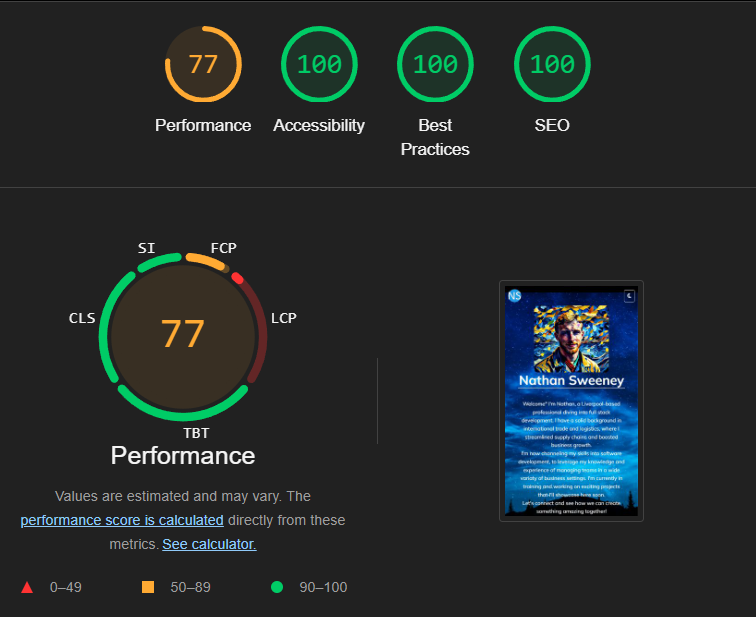 77
100
100
100
Performance
Accessibility
Best
Practices
SEO
SI
FCP
CLS
LCP
77
TBT
Performance
Values are estimated and may vary. The
performance score is calculated directly from these
metrics. See calculator.
0–49
50–89
90–100
NS
Nathan Sweeney
Welcome" I'm Nathan, a Liverpool-based
professional diving into full stack
development. I have a solid background in
international trade and logistics, where I
streamlined supply chains and boosted
business growth.
I'm now channeling my skills into software
development, to leverage my knowledge and
experience of managing teams in a wide
variety of business settings. I'm currently in
training and working on exciting projects
that I'll showcase here soon.
Let's connect and see how we can create
something amazing together!